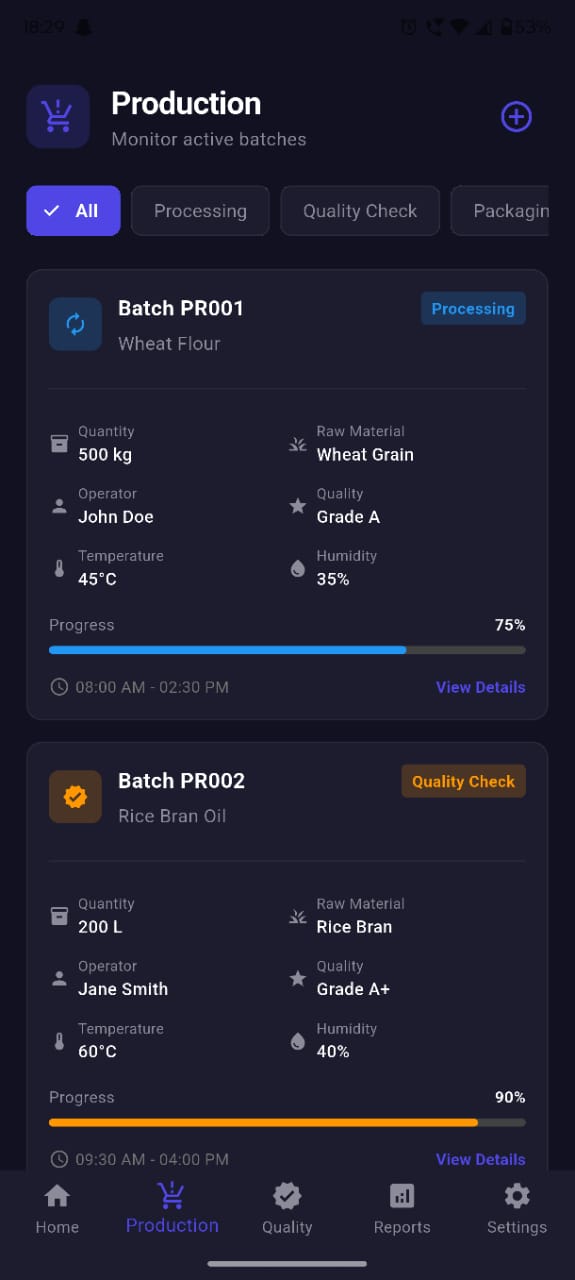 18:29 53%
Production
Monitor active batches
All Processing Quality Check Packagin
Batch PR001 Processing
Wheat Flour
Quantity Raw Material
500 kg Wheat Grain
Operator Quality
John Doe Grade A
Temperature Humidity
45°C 35%
Progress 75%
08:00 AM - 02:30 PM View Details
Batch PR002 Quality Check
Rice Bran Oil
Quantity Raw Material
200 L Rice Bran
Operator Quality
Jane Smith Grade A+
Temperature Humidity
60°C 40%
Progress 90%
09:30 AM - 04:00 PM View Details
Home Production Quality Reports Settings